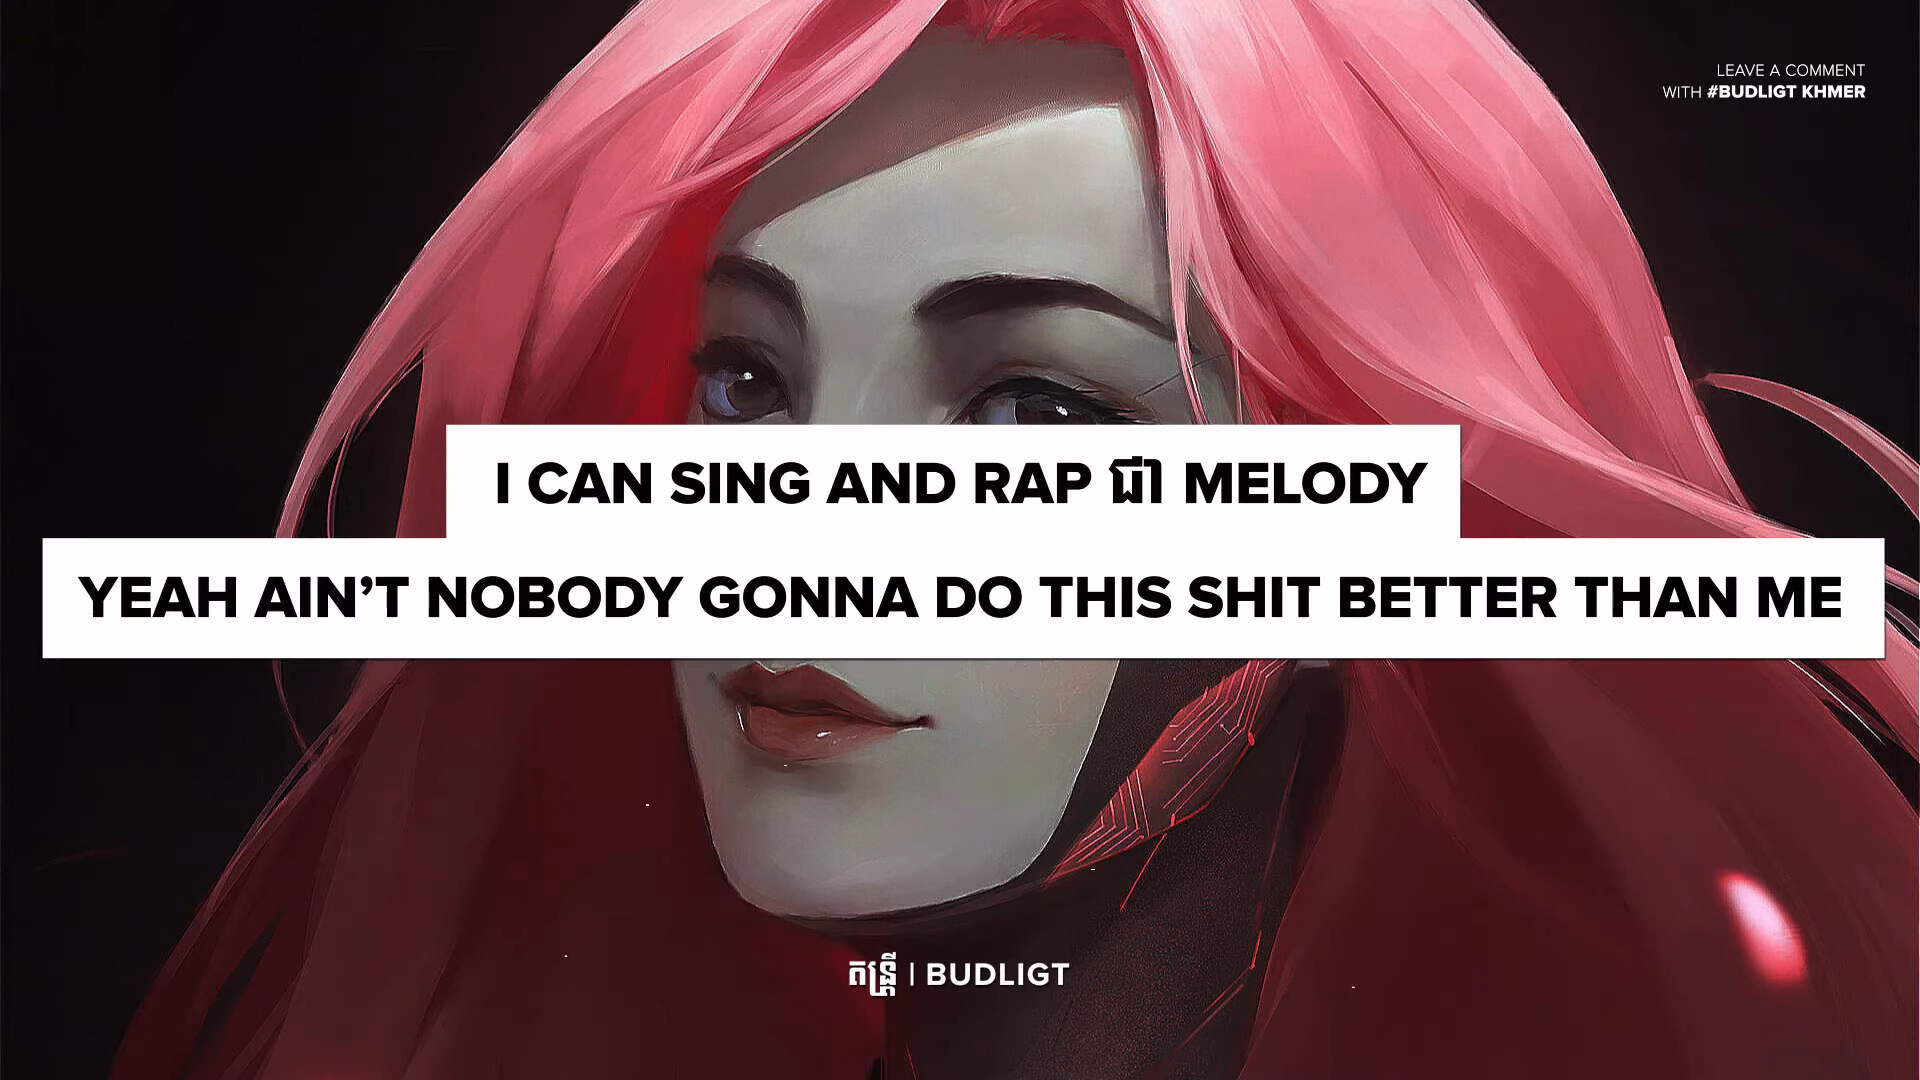 LEAVE A COMMENT
WITH #BUDLIGT KHMER
I CAN SING AND RAP ជា MELODY
YEAH AIN’T NOBODY GONNA DO THIS SHIT BETTER THAN ME
តន្ត្រី | BUDLIGT